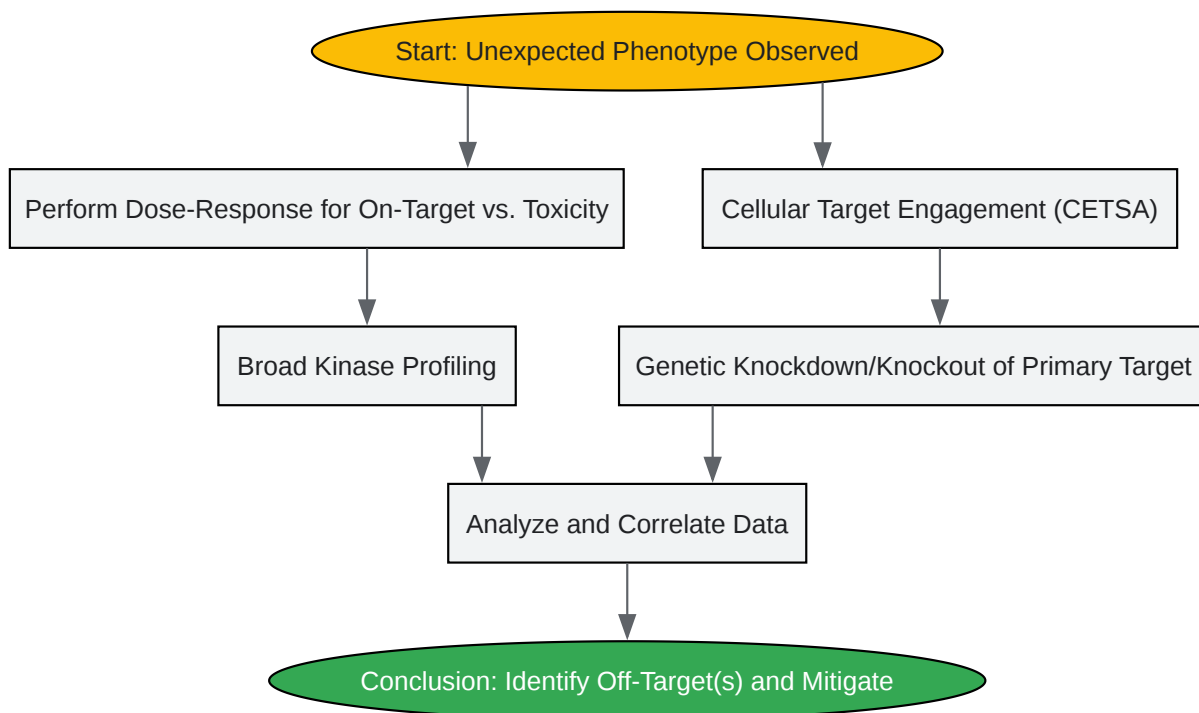 Start: Unexpected Phenotype Observed
Perform Dose-Response for On-Target vs. Toxicity
Cellular Target Engagement (CETSA)
Broad Kinase Profiling
Genetic Knockdown/Knockout of Primary Target
Analyze and Correlate Data
Conclusion: Identify Off-Target(s) and Mitigate